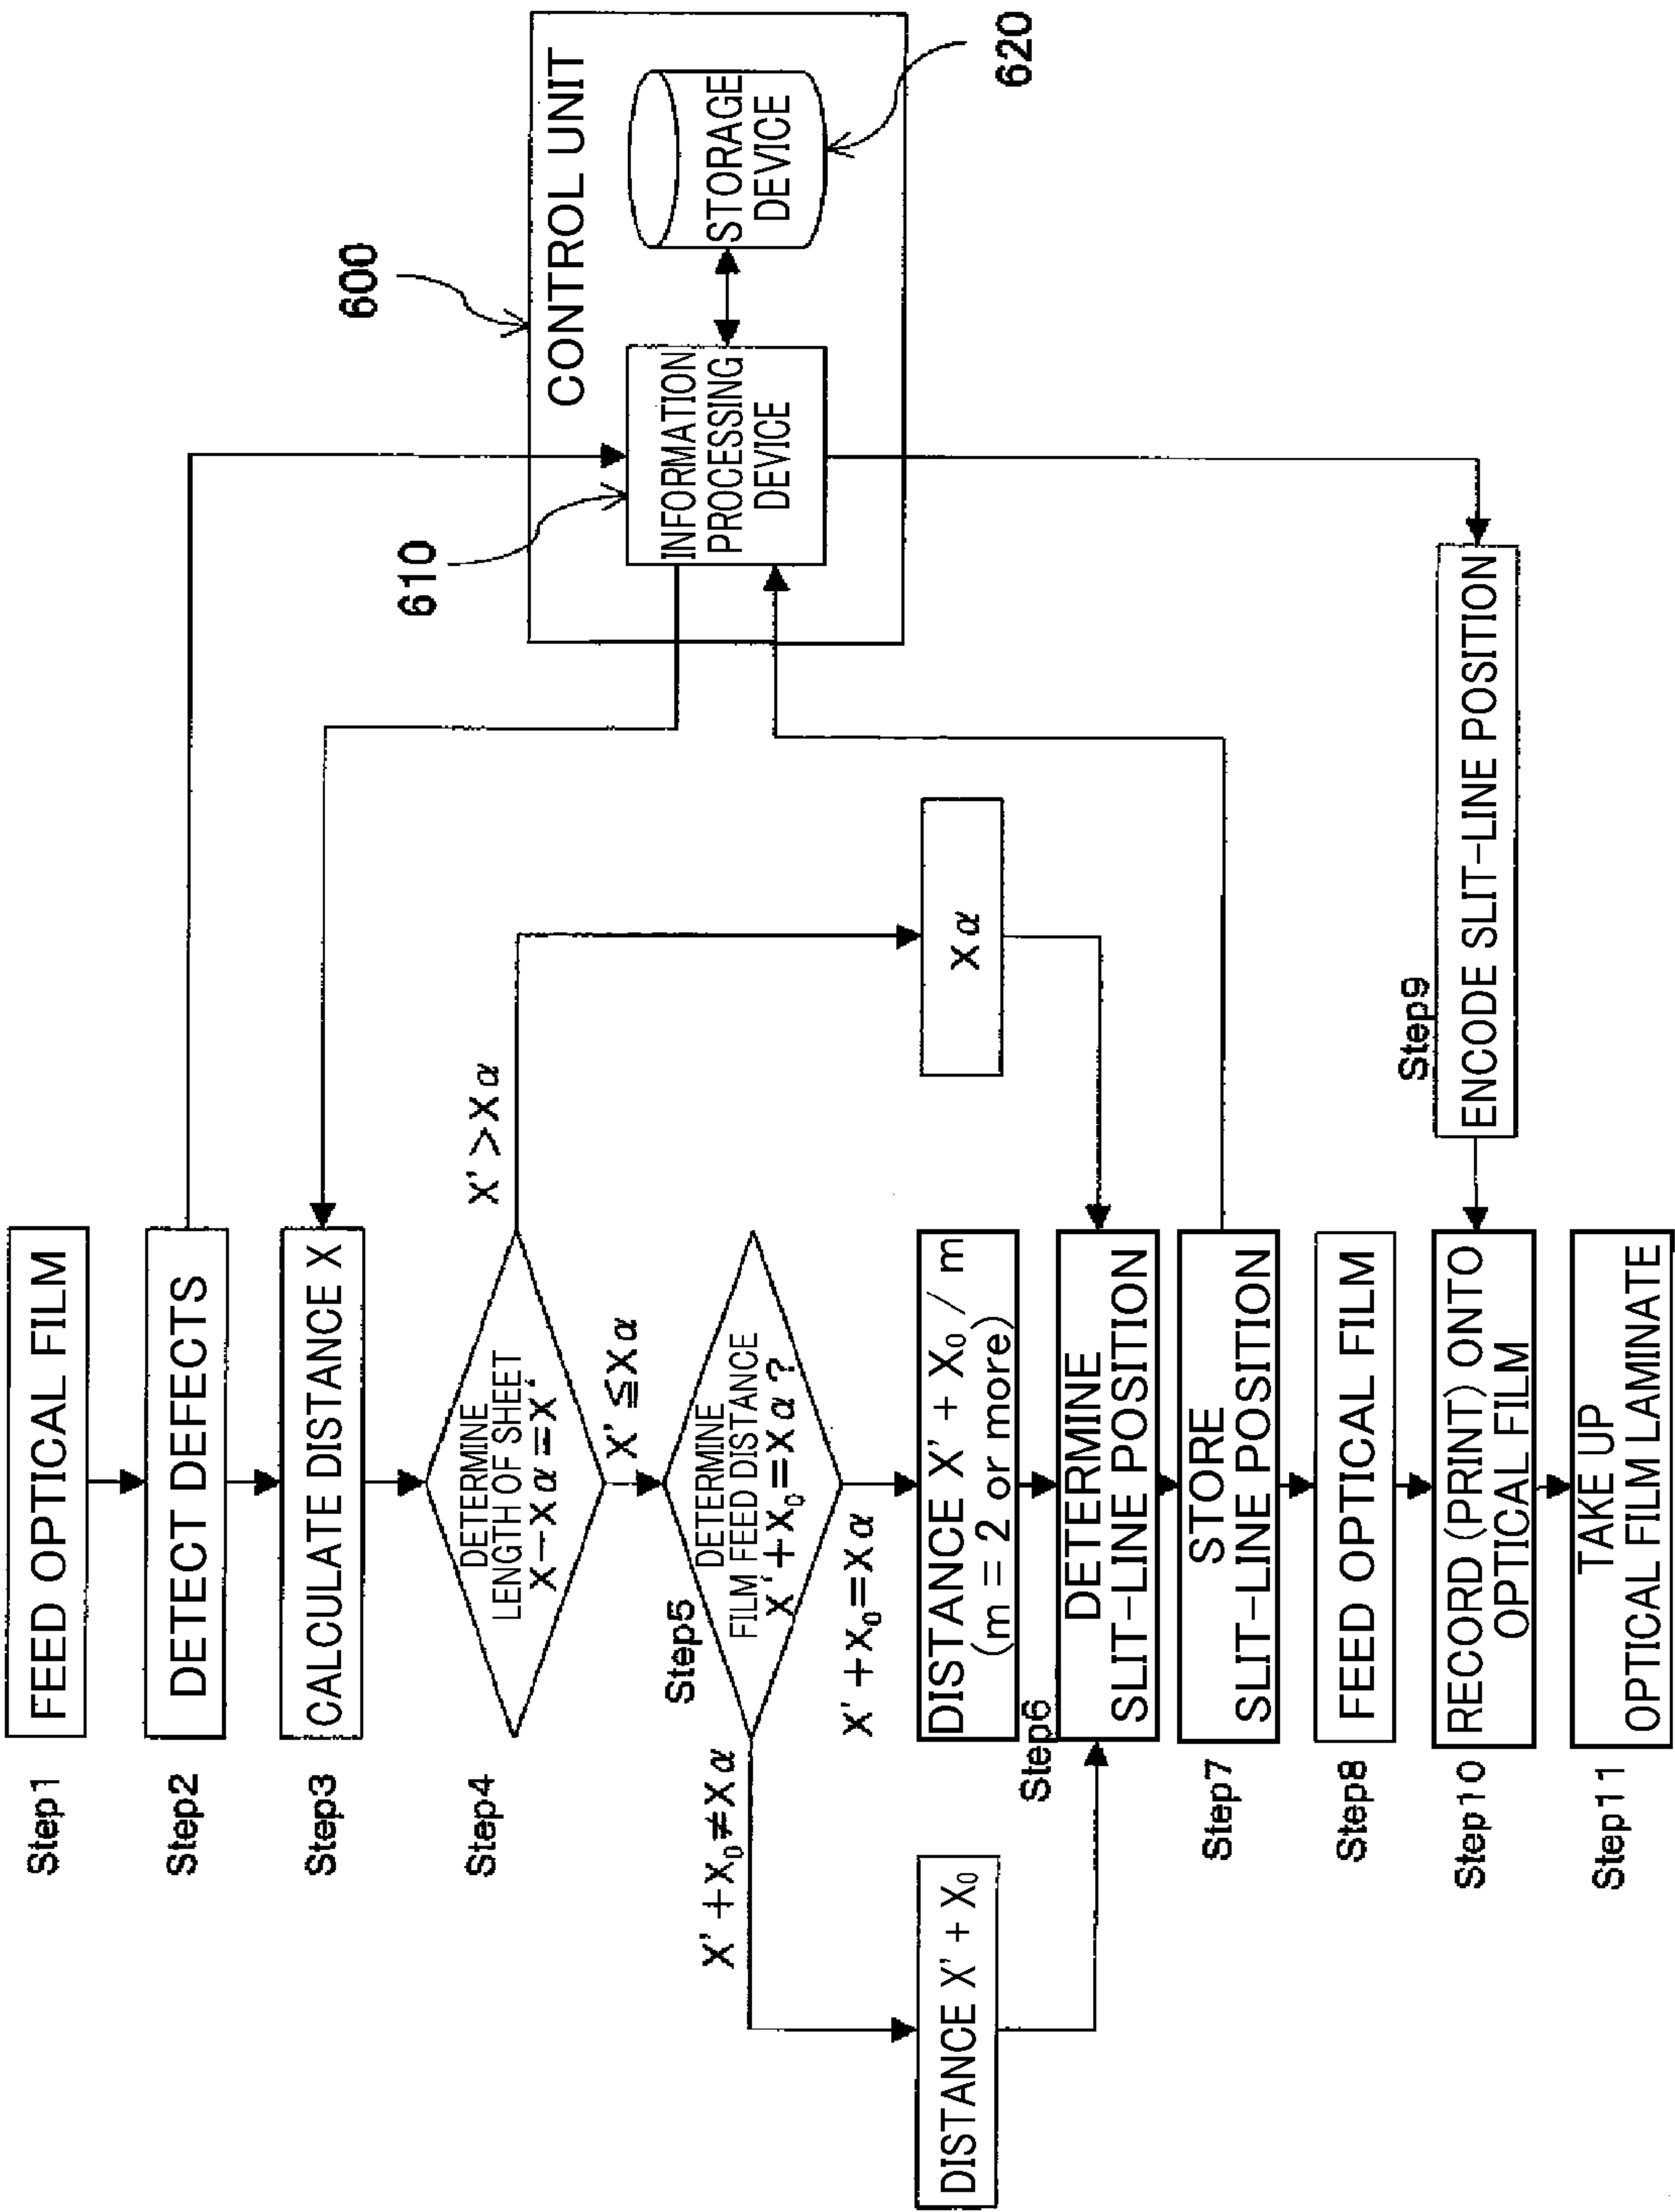 Step1
FEED OPTICAL FILM
Step2
DETECT DEFECTS
Step3
CALCULATE DISTANCE X
Step4
DETERMINE
LENGTH OF SHEET
X−Xα=X'
X'>Xα
X'≦Xα
Xα
Step5
DETERMINE
FILM FEED DISTANCE
X'+X₀=Xα?
X'+X₀≠Xα
X'+X₀=Xα
DISTANCE X' + X₀
DISTANCE X' + X₀ / m
(m = 2 or more)
Step6
DETERMINE
SLIT-LINE POSITION
Step7
STORE
SLIT-LINE POSITION
Step8
FEED OPTICAL FILM
Step9
ENCODE SLIT-LINE POSITION
Step10
RECORD (PRINT) ONTO
OPTICAL FILM
Step11
TAKE UP
OPTICAL FILM LAMINATE
600
CONTROL UNIT
610
INFORMATION
PROCESSING
DEVICE
STORAGE
DEVICE
620